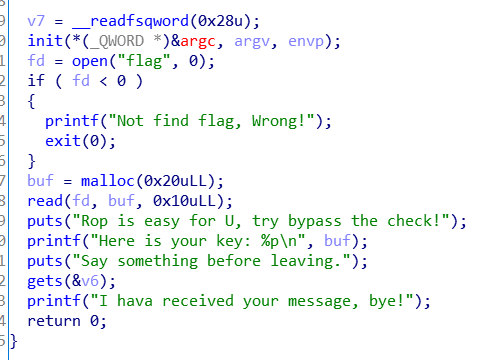 9 v7 = __readfsqword(0x28u);
0 init(*(_QWORD *)&argc, argv, envp);
1 fd = open("flag", 0);
2 if ( fd < 0 )
3 {
4 printf("Not find flag, Wrong!");
5 exit(0);
6 }
7 buf = malloc(0x20uLL);
8 read(fd, buf, 0x10uLL);
9 puts("Rop is easy for U, try bypass the check!");
0 printf("Here is your key: %p\n", buf);
1 puts("Say something before leaving.");
2 gets(&v6);
3 printf("I hava received your message, bye!");
4 return 0;
5 }